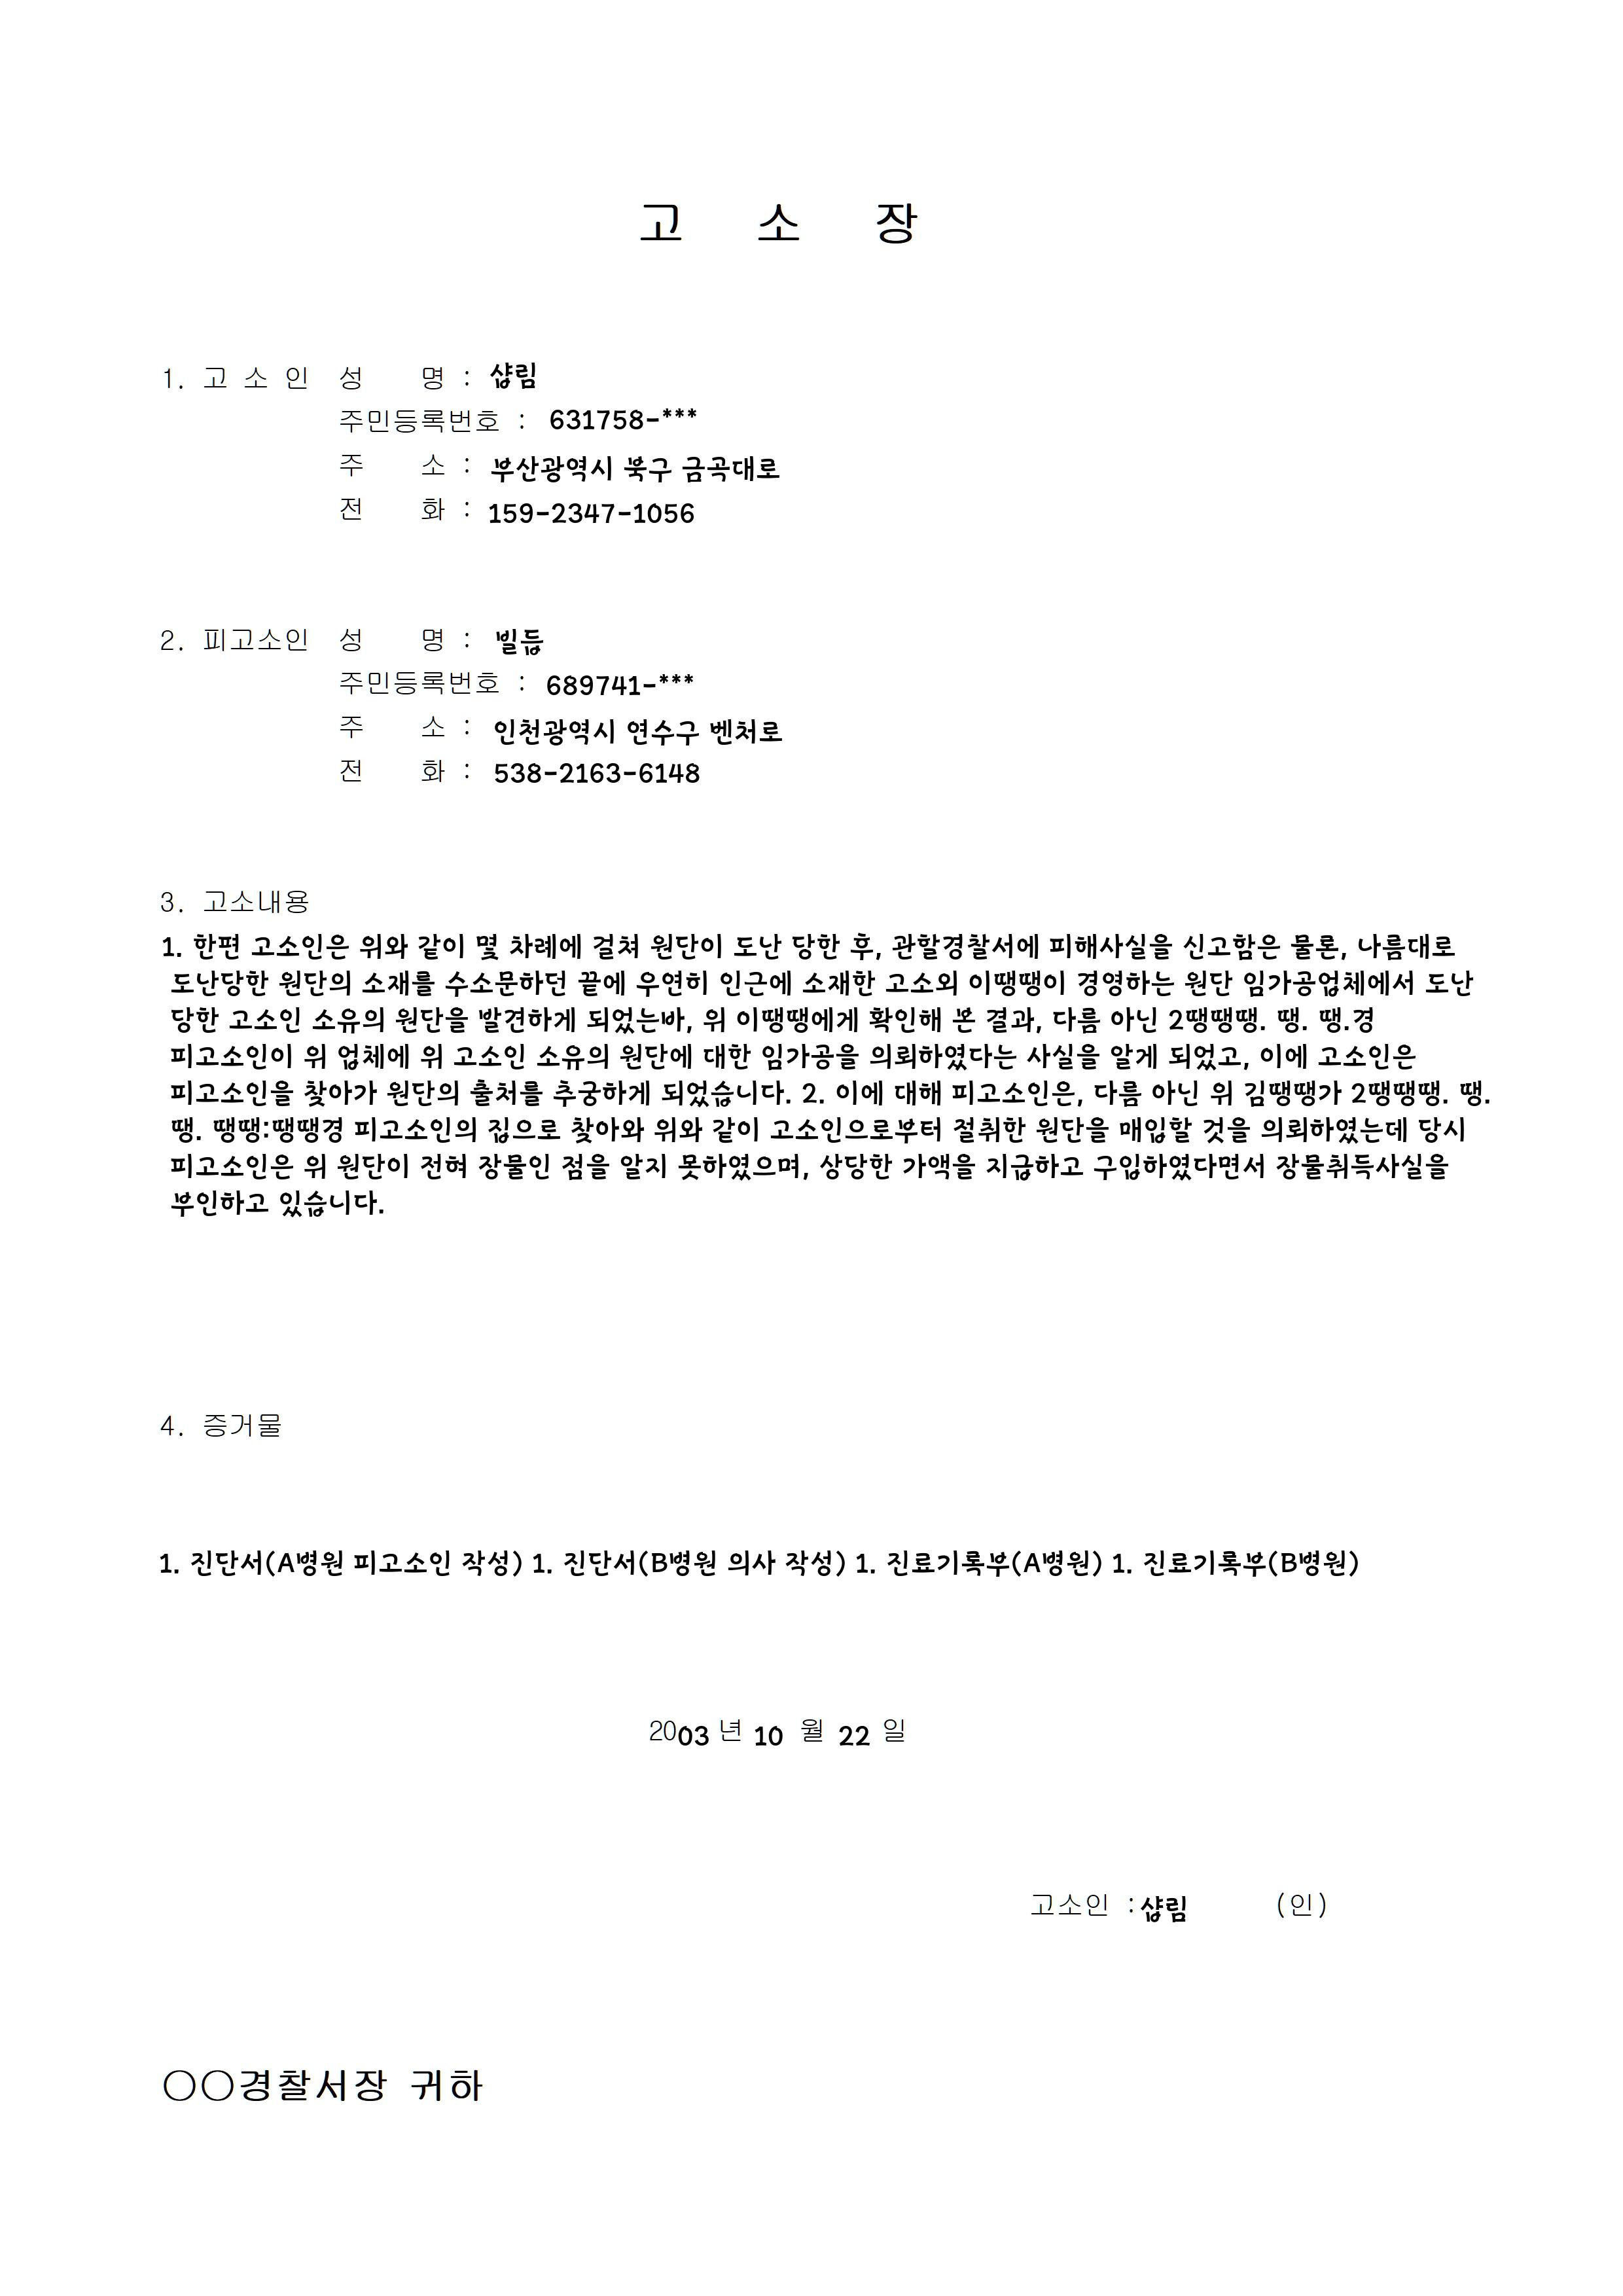 고 소 장
1. 고 소 인 성 명 : 샵림
주민등록번호 : 631758-***
주 소 : 부산광역시 북구 금곡대로
전 화 : 159-2347-1056
2. 피고소인 성 명 : 빌듦
주민등록번호 : 689741-***
주 소 : 인천광역시 연수구 벤처로
전 화 : 538-2163-6148
3. 고소내용
1. 한편 고소인은 위와 같이 몇 차례에 걸쳐 원단이 도난 당한 후, 관할경찰서에 피해사실을 신고함은 물론, 나름대로
도난당한 원단의 소재를 수소문하던 끝에 우연히 인근에 소재한 고소외 이땡땡이 경영하는 원단 임가공업체에서 도난
당한 고소인 소유의 원단을 발견하게 되었는바, 위 이땡땡에게 확인해 본 결과, 다름 아닌 2땡땡땡. 땡. 땡.경
피고소인이 위 업체에 위 고소인 소유의 원단에 대한 임가공을 의뢰하였다는 사실을 알게 되었고, 이에 고소인은
피고소인을 찾아가 원단의 출처를 추궁하게 되었습니다. 2. 이에 대해 피고소인은, 다름 아닌 위 김땡땡가 2땡땡땡. 땡.
땡. 땡땡:땡땡경 피고소인의 집으로 찾아와 위와 같이 고소인으로부터 절취한 원단을 매입할 것을 의뢰하였는데 당시
피고소인은 위 원단이 전혀 장물인 점을 알지 못하였으며, 상당한 가액을 지급하고 구입하였다면서 장물취득사실을
부인하고 있습니다.
4. 증거물
1. 진단서(A병원 피고소인 작성) 1. 진단서(B병원 의사 작성) 1. 진료기록부(A병원) 1. 진료기록부(B병원)
2003 년 10 월 22 일
고소인 : 샵림 (인)
○○경찰서장 귀하